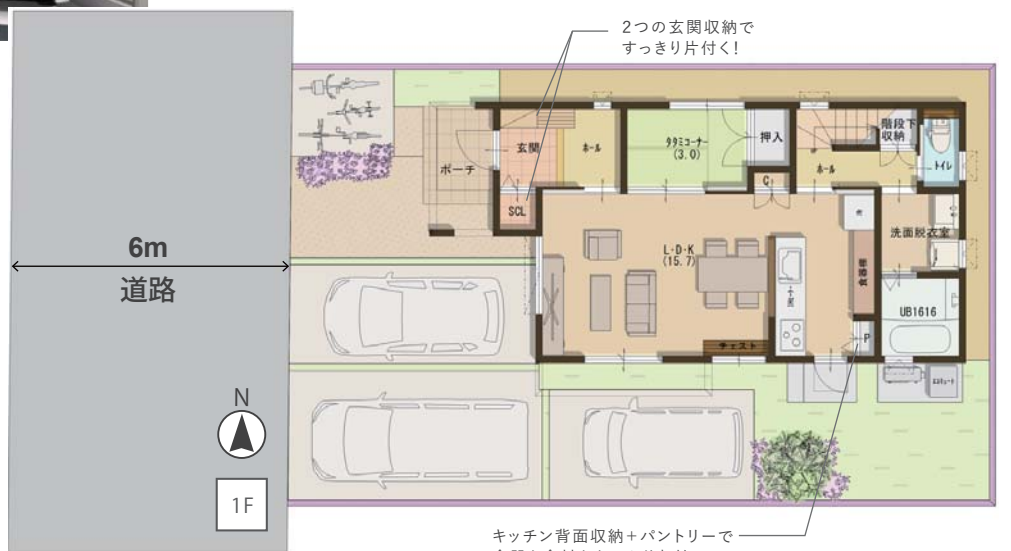 2つの玄関収納で
すっきり片付く!
玄関
ホール
タタミコーナー
(3.0)
押入
階段下
収納
トイレ
ポーチ
SCL
C
ホール
洗面脱衣室
L・D・K
(15.7)
食器棚
UB1616
P
チェスト
6m
道路
N
1F
キッチン背面収納+パントリーで